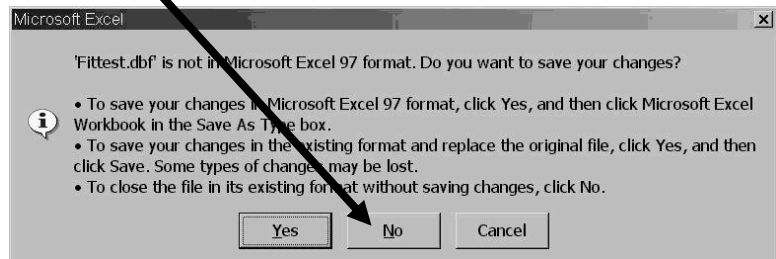 Microsoft Excel
'Fittest.dbf' is not in Microsoft Excel 97 format. Do you want to save your changes?
• To save your changes in Microsoft Excel 97 format, click Yes, and then click Microsoft Excel
Workbook in the Save As Type box.
• To save your changes in the existing format and replace the original file, click Yes, and then
click Save. Some types of changes may be lost.
• To close the file in its existing format without saving changes, click No.
Yes No Cancel